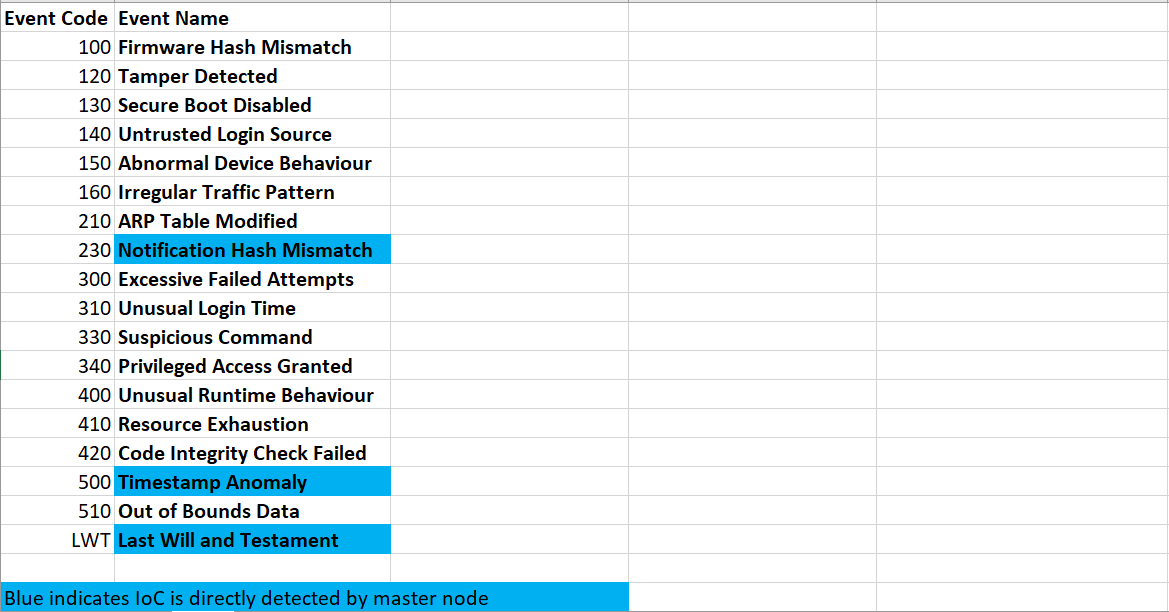 Event Code Event Name
100 Firmware Hash Mismatch
120 Tamper Detected
130 Secure Boot Disabled
140 Untrusted Login Source
150 Abnormal Device Behaviour
160 Irregular Traffic Pattern
210 ARP Table Modified
230 Notification Hash Mismatch
300 Excessive Failed Attempts
310 Unusual Login Time
330 Suspicious Command
340 Privileged Access Granted
400 Unusual Runtime Behaviour
410 Resource Exhaustion
420 Code Integrity Check Failed
500 Timestamp Anomaly
510 Out of Bounds Data
LWT Last Will and Testament
Blue indicates IoC is directly detected by master node